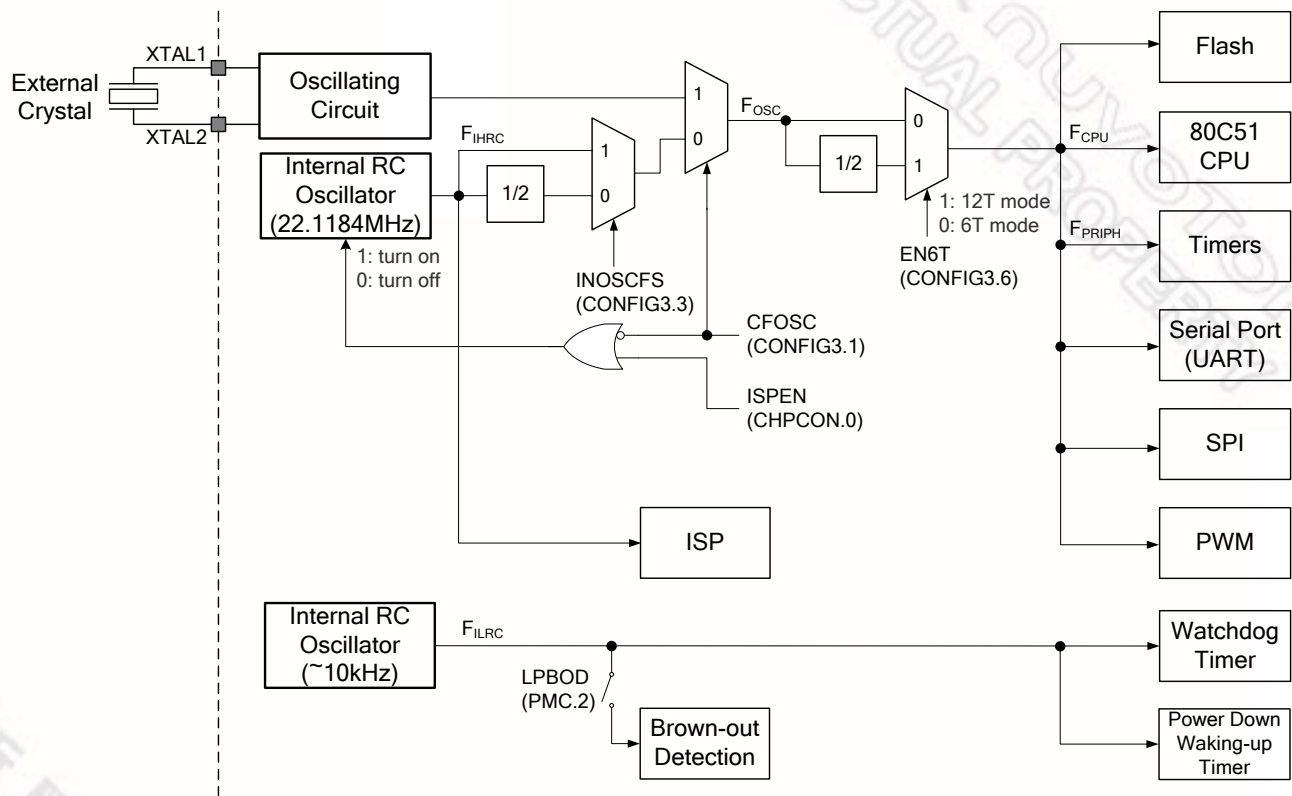 XTAL1
External
Crystal
XTAL2
Oscillating
Circuit
Internal RC
Oscillator
(22.1184MHz)
1: turn on
0: turn off
FIHRC
1/2
1
0
INOSCFS
(CONFIG3.3)
1
0
CFOSC
(CONFIG3.1)
ISPEN
(CHPCON.0)
FOSC
1/2
0
1
1: 12T mode
0: 6T mode
EN6T
(CONFIG3.6)
FCPU
FPRIPH
Flash
80C51
CPU
Timers
Serial Port
(UART)
SPI
PWM
ISP
Internal RC
Oscillator
(~10kHz)
FILRC
LPBOD
(PMC.2)
Brown-out
Detection
Watchdog
Timer
Power Down
Waking-up
Timer
NUVOTON
PROPERTY